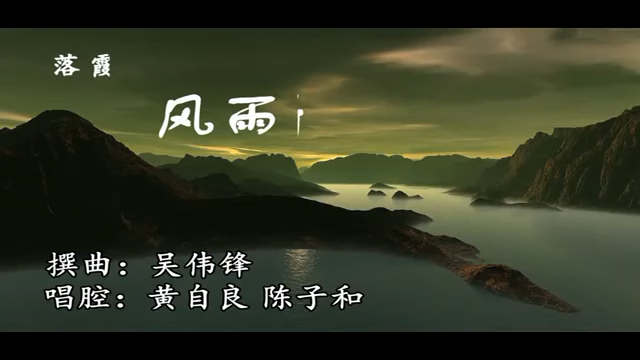 落霞
风雨
撰曲：吴伟锋
唱腔：黄自良 陈子和